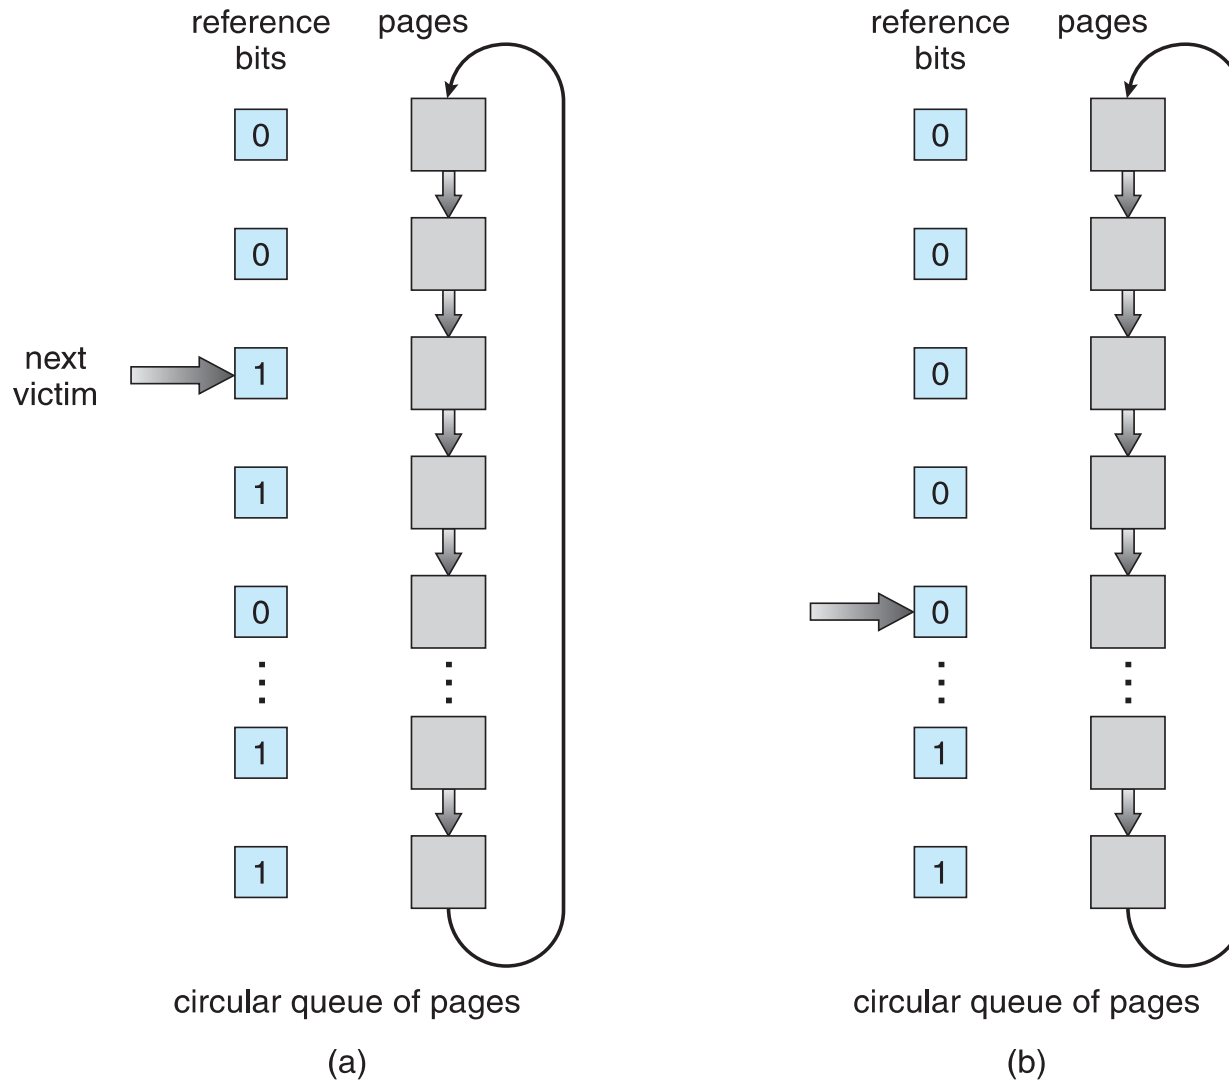 reference
bits
pages
0
0
next
victim
1
1
0
1
1
circular queue of pages
(a)
reference
bits
pages
0
0
0
0
0
1
1
circular queue of pages
(b)